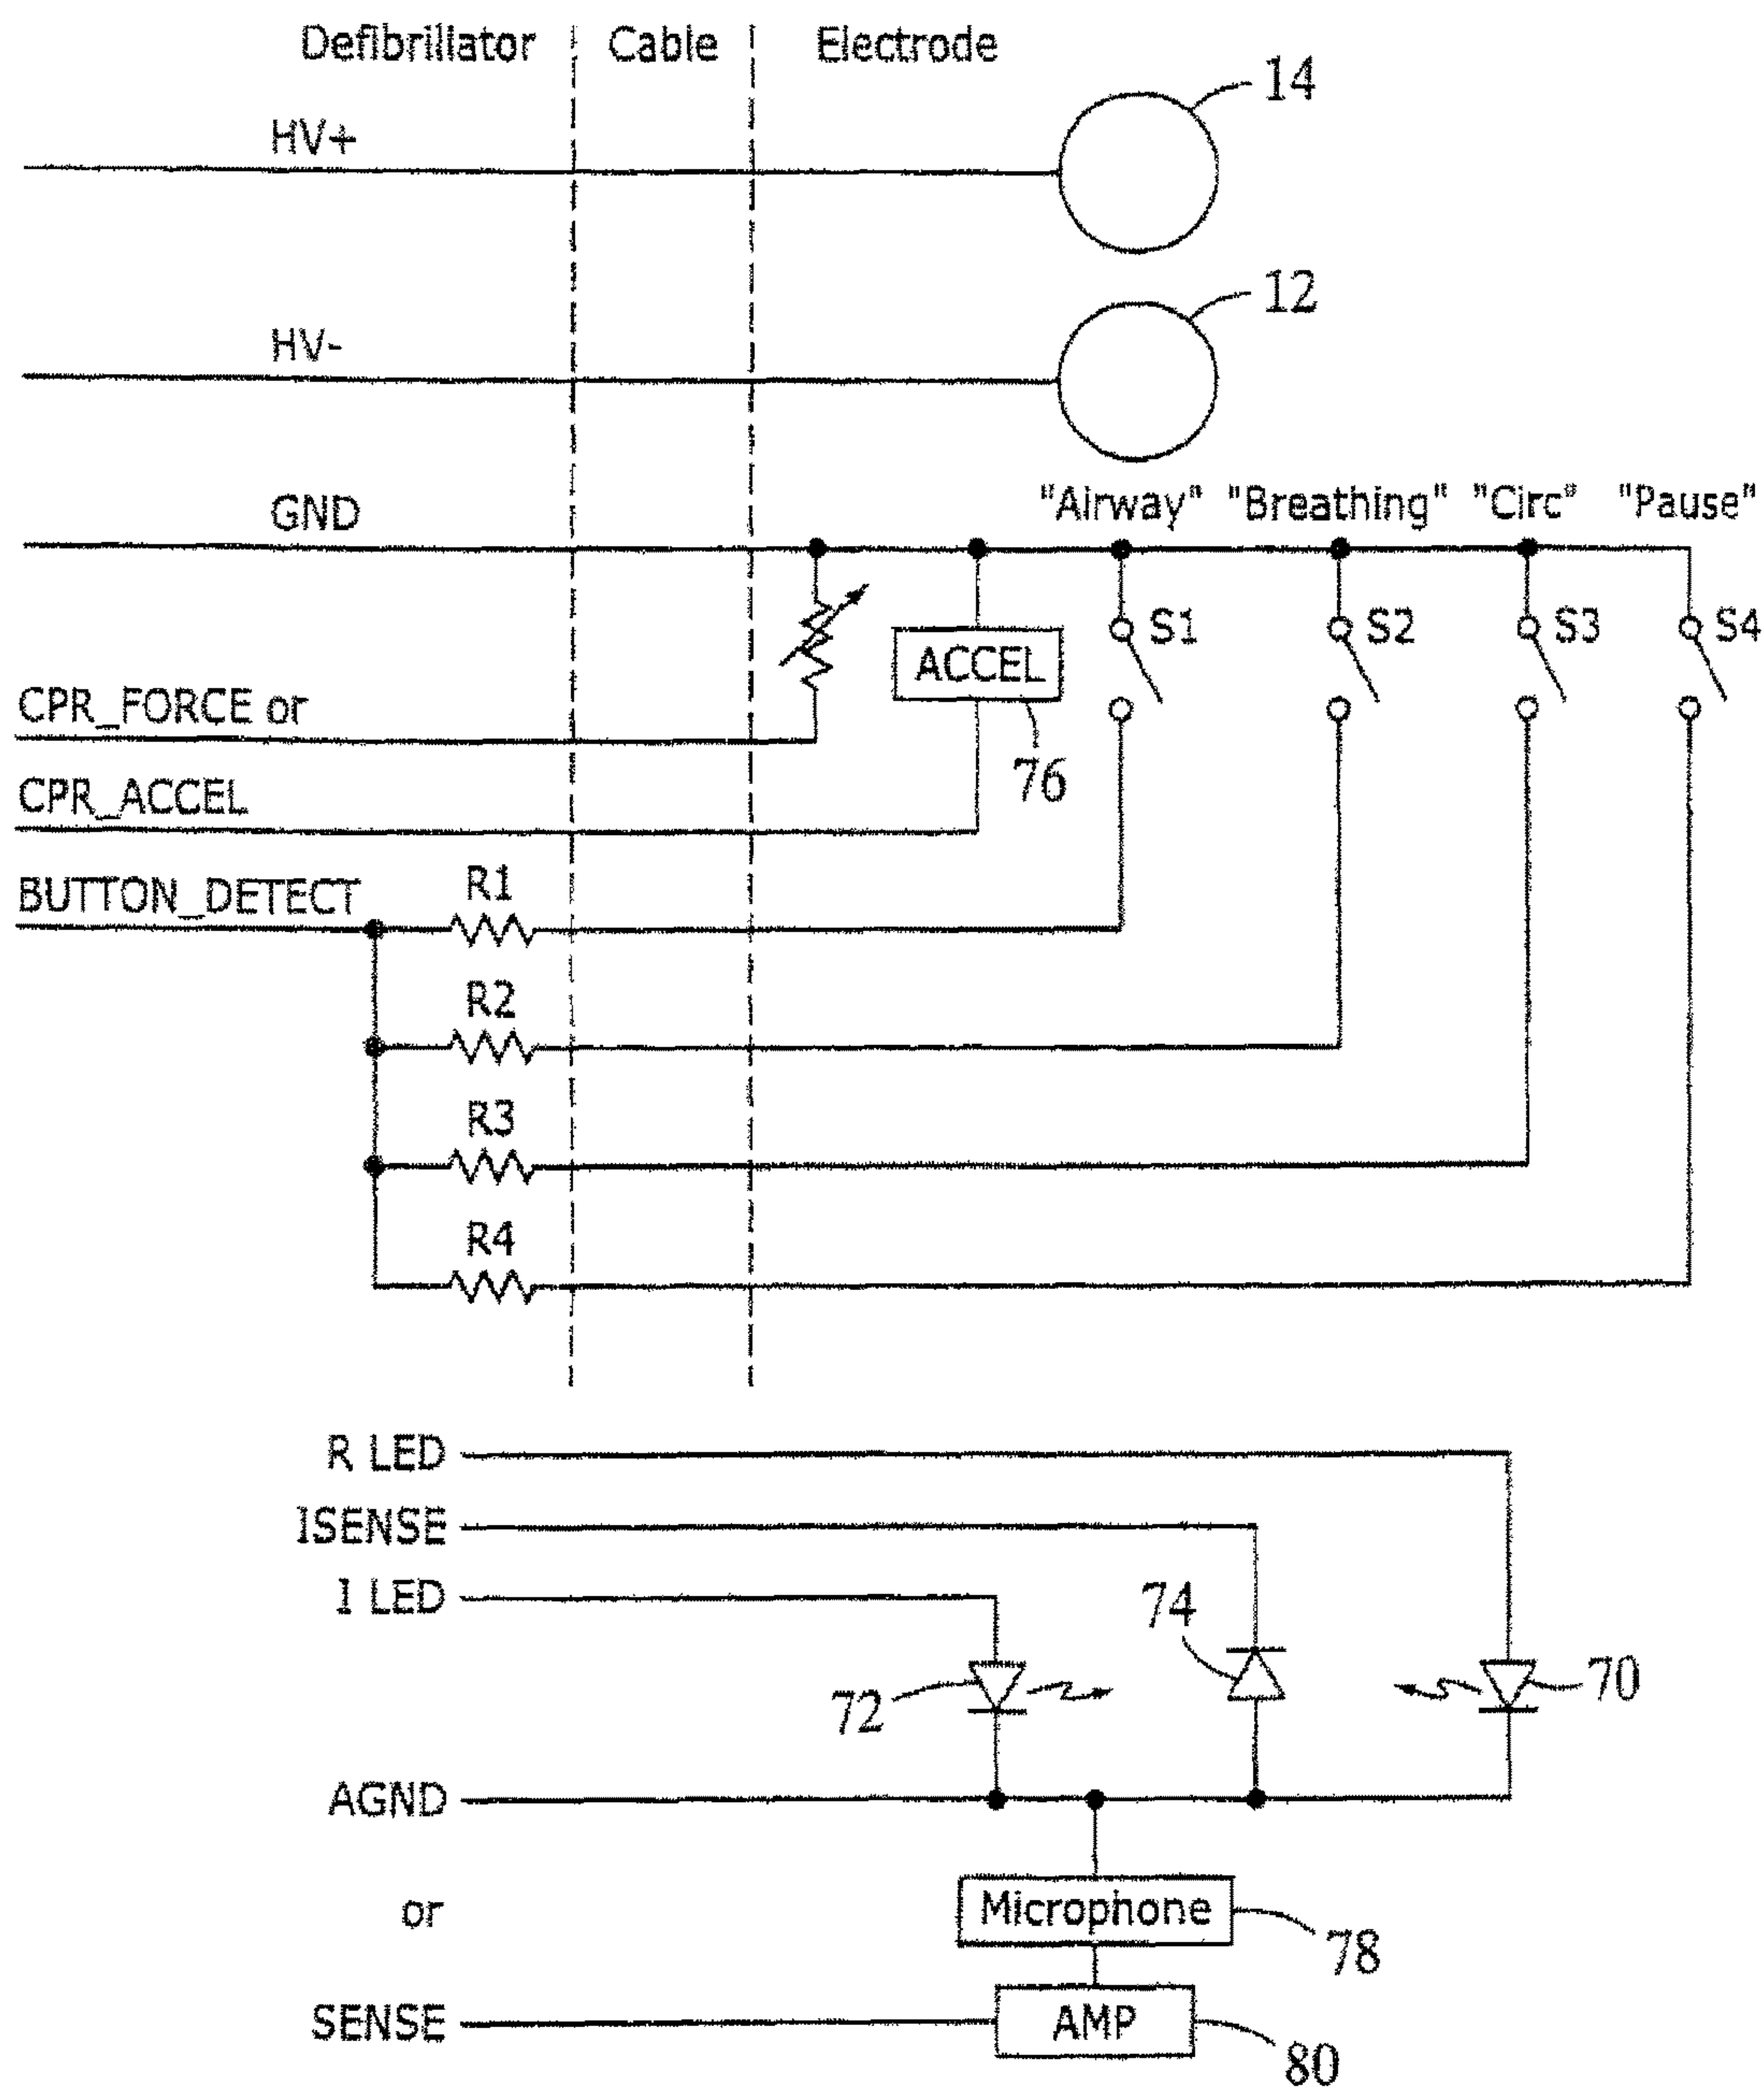 Defibrillator Cable Electrode
14
HV+
12
HV-
GND
"Airway" "Breathing" "Circ" "Pause"
S1 S2 S3 S4
ACCEL
CPR_FORCE or
76
CPR_ACCEL
BUTTON_DETECT
R1
R2
R3
R4
R LED
ISENSE
I LED
74
72
70
AGND
Microphone
or
78
SENSE
AMP
80